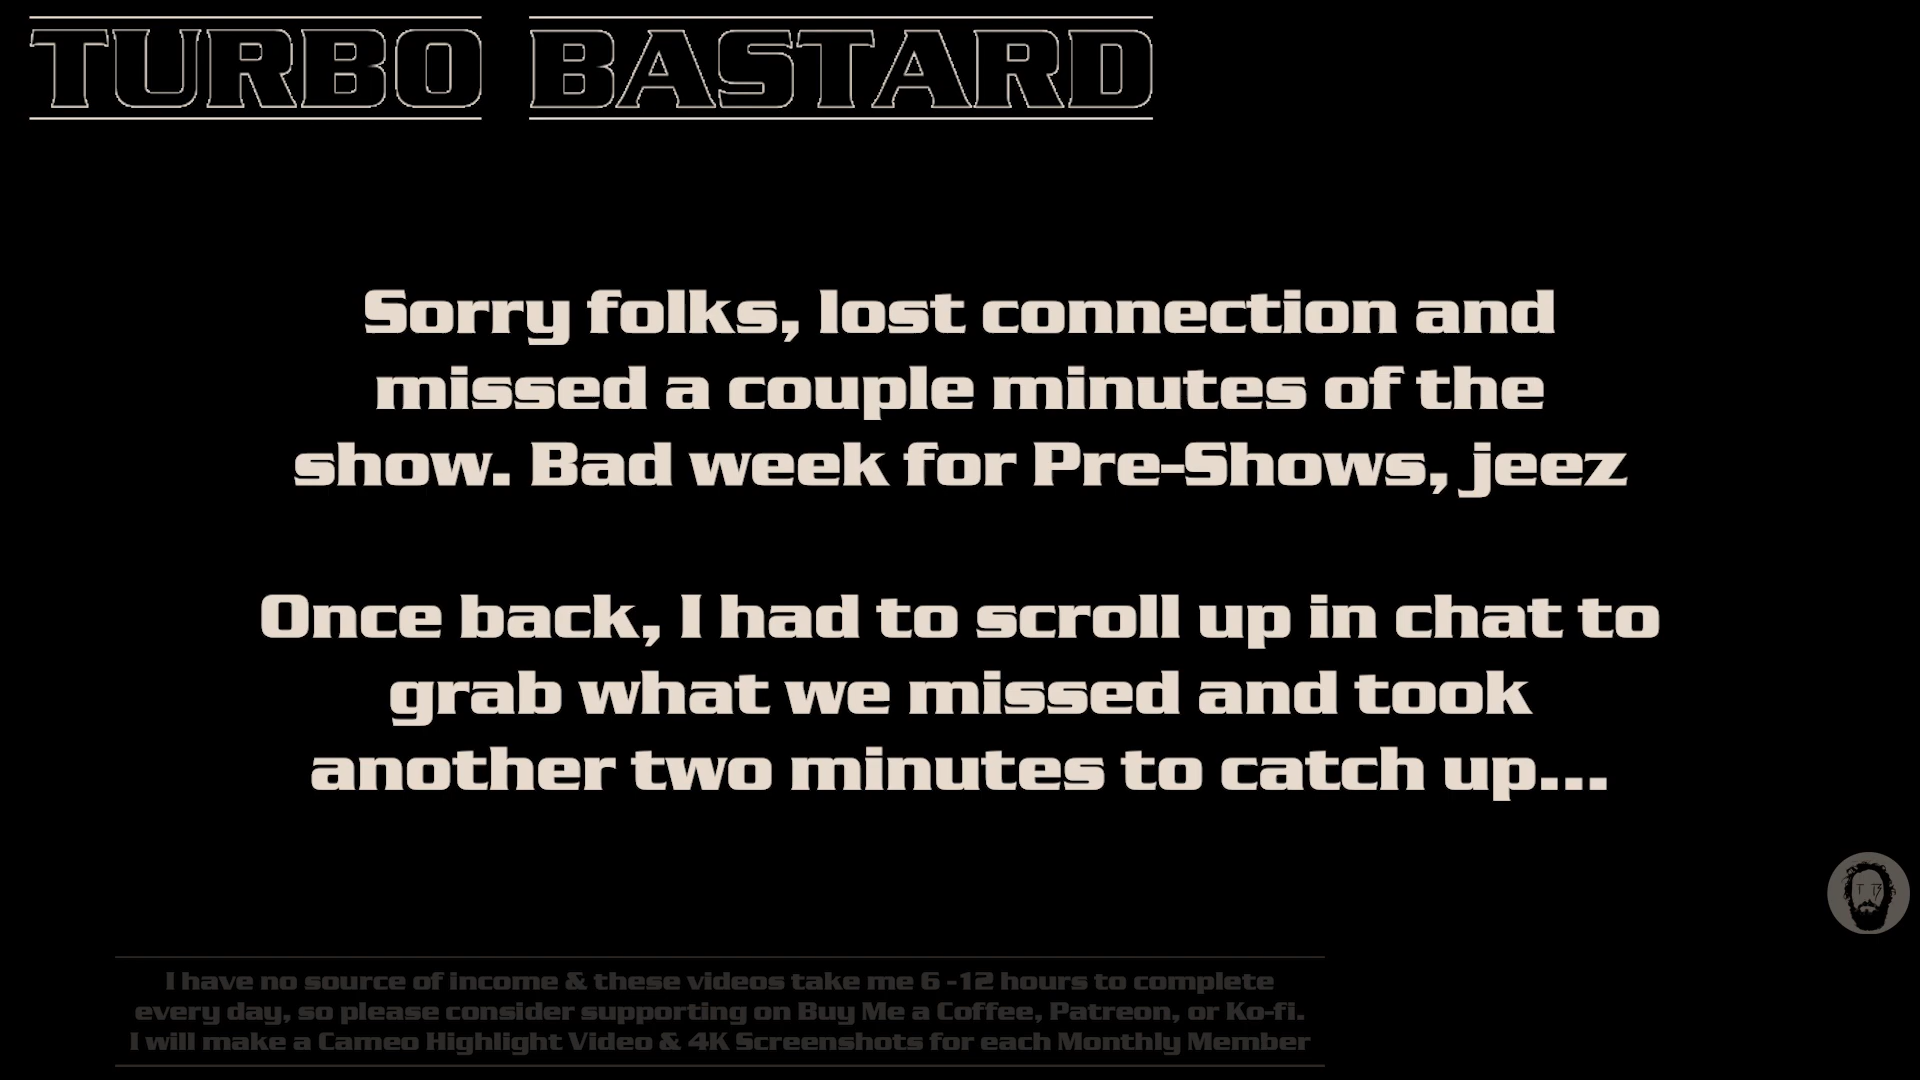 TURBO BASTARD
Sorry folks, lost connection and
missed a couple minutes of the
show. Bad week for Pre-Shows, jeez
Once back, I had to scroll up in chat to
grab what we missed and took
another two minutes to catch up...
I have no source of income & these videos take me 6 -12 hours to complete
every day, so please consider supporting on Buy Me a Coffee, Patreon, or Ko-fi.
I will make a Cameo Highlight Video & 4K Screenshots for each Monthly Member